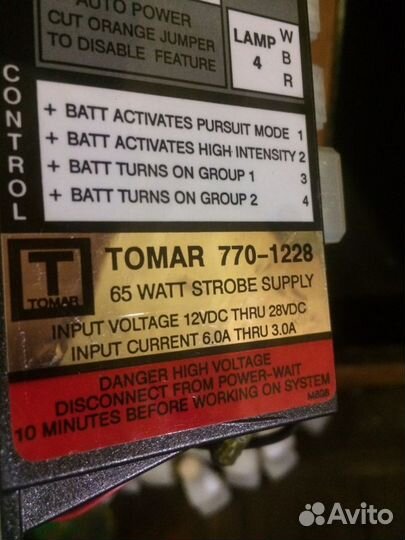 AUTO POWER
CUT ORANGE JUMPER
TO DISABLE FEATURE
LAMP
4
W
B
R
CONTROL
+ BATT ACTIVATES PURSUIT MODE 1
+ BATT ACTIVATES HIGH INTENSITY 2
+ BATT TURNS ON GROUP 1 3
+ BATT TURNS ON GROUP 2 4
T
TOMAR
TOMAR 770-1228
65 WATT STROBE SUPPLY
INPUT VOLTAGE 12VDC THRU 28VDC
INPUT CURRENT 6.0A THRU 3.0A
DANGER HIGH VOLTAGE
DISCONNECT FROM POWER-WAIT
10 MINUTES BEFORE WORKING ON SYSTEM
Avito